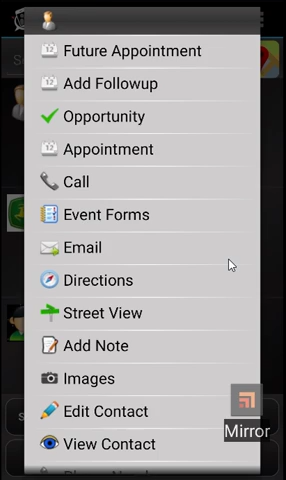 Future Appointment
Add Followup
Opportunity
Appointment
Call
Event Forms
Email
Directions
Street View
Add Note
Images
Edit Contact
View Contact
Mirror